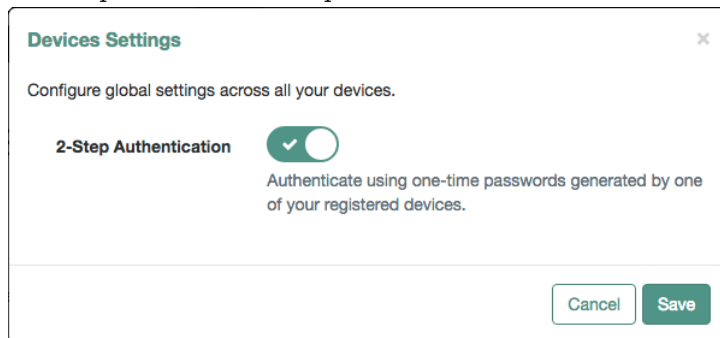 Devices Settings
×
Configure global settings across all your devices.
2-Step Authentication
Authenticate using one-time passwords generated by one
of your registered devices.
Cancel
Save